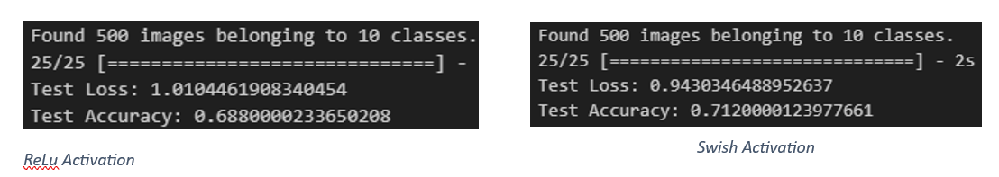 Found 500 images belonging to 10 classes.
25/25 [==============================] -
Test Loss: 1.0104461908340454
Test Accuracy: 0.6880000233650208
ReLu Activation
Found 500 images belonging to 10 classes.
25/25 [==============================] - 2s
Test Loss: 0.9430346488952637
Test Accuracy: 0.7120000123977661
Swish Activation